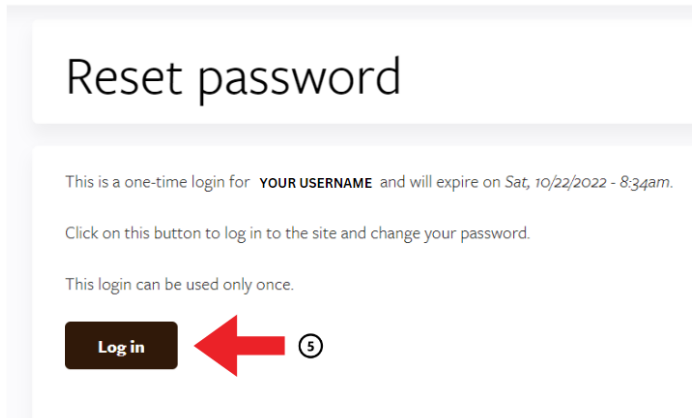 Reset password
This is a one-time login for YOUR USERNAME and will expire on Sat, 10/22/2022 - 8:34am.
Click on this button to log in to the site and change your password.
This login can be used only once.
Log in
5